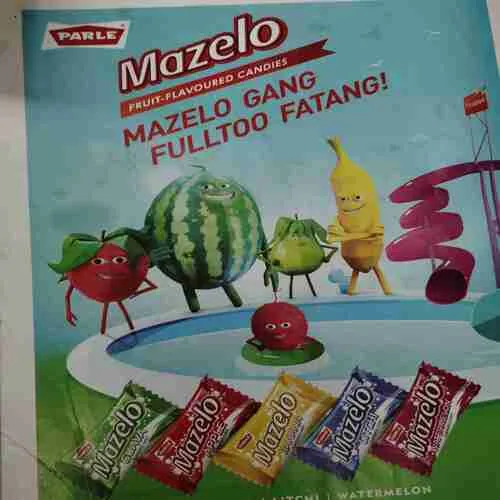 PARLE
Mazelo
FRUIT-FLAVOURED CANDIES
MAZELO GANG
FULLTOO FATANG!
Mazelo
Mazelo
Mazelo
Mazelo
Mazelo
| WATERMELON